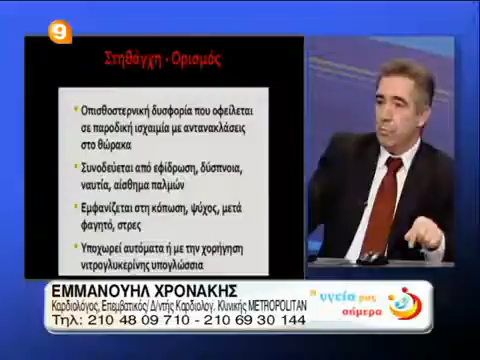 9
Στηθάγχη - Ορισμός
• Οπισθοστερνική δυσφορία που οφείλεται
σε παροδική ισχαιμία με αντανακλάσεις
στο θώρακα
• Συνοδεύεται από εφίδρωση, δύσπνοια,
ναυτία, αίσθημα παλμών
• Εμφανίζεται στη κόπωση, ψύχος, μετά
φαγητό, στρες
• Υποχωρεί αυτόματα ή με την χορήγηση
νιτρογλυκερίνης υπογλώσσια
ΕΜΜΑΝΟΥΗΛ ΧΡΟΝΑΚΗΣ
Καρδιολόγος, Επεμβατικός/ Δ/ντής Καρδιολογ. Κλινικής METROPOLITAN
Τηλ: 210 48 09 710 - 210 69 30 144
η υγεία μας
σήμερα